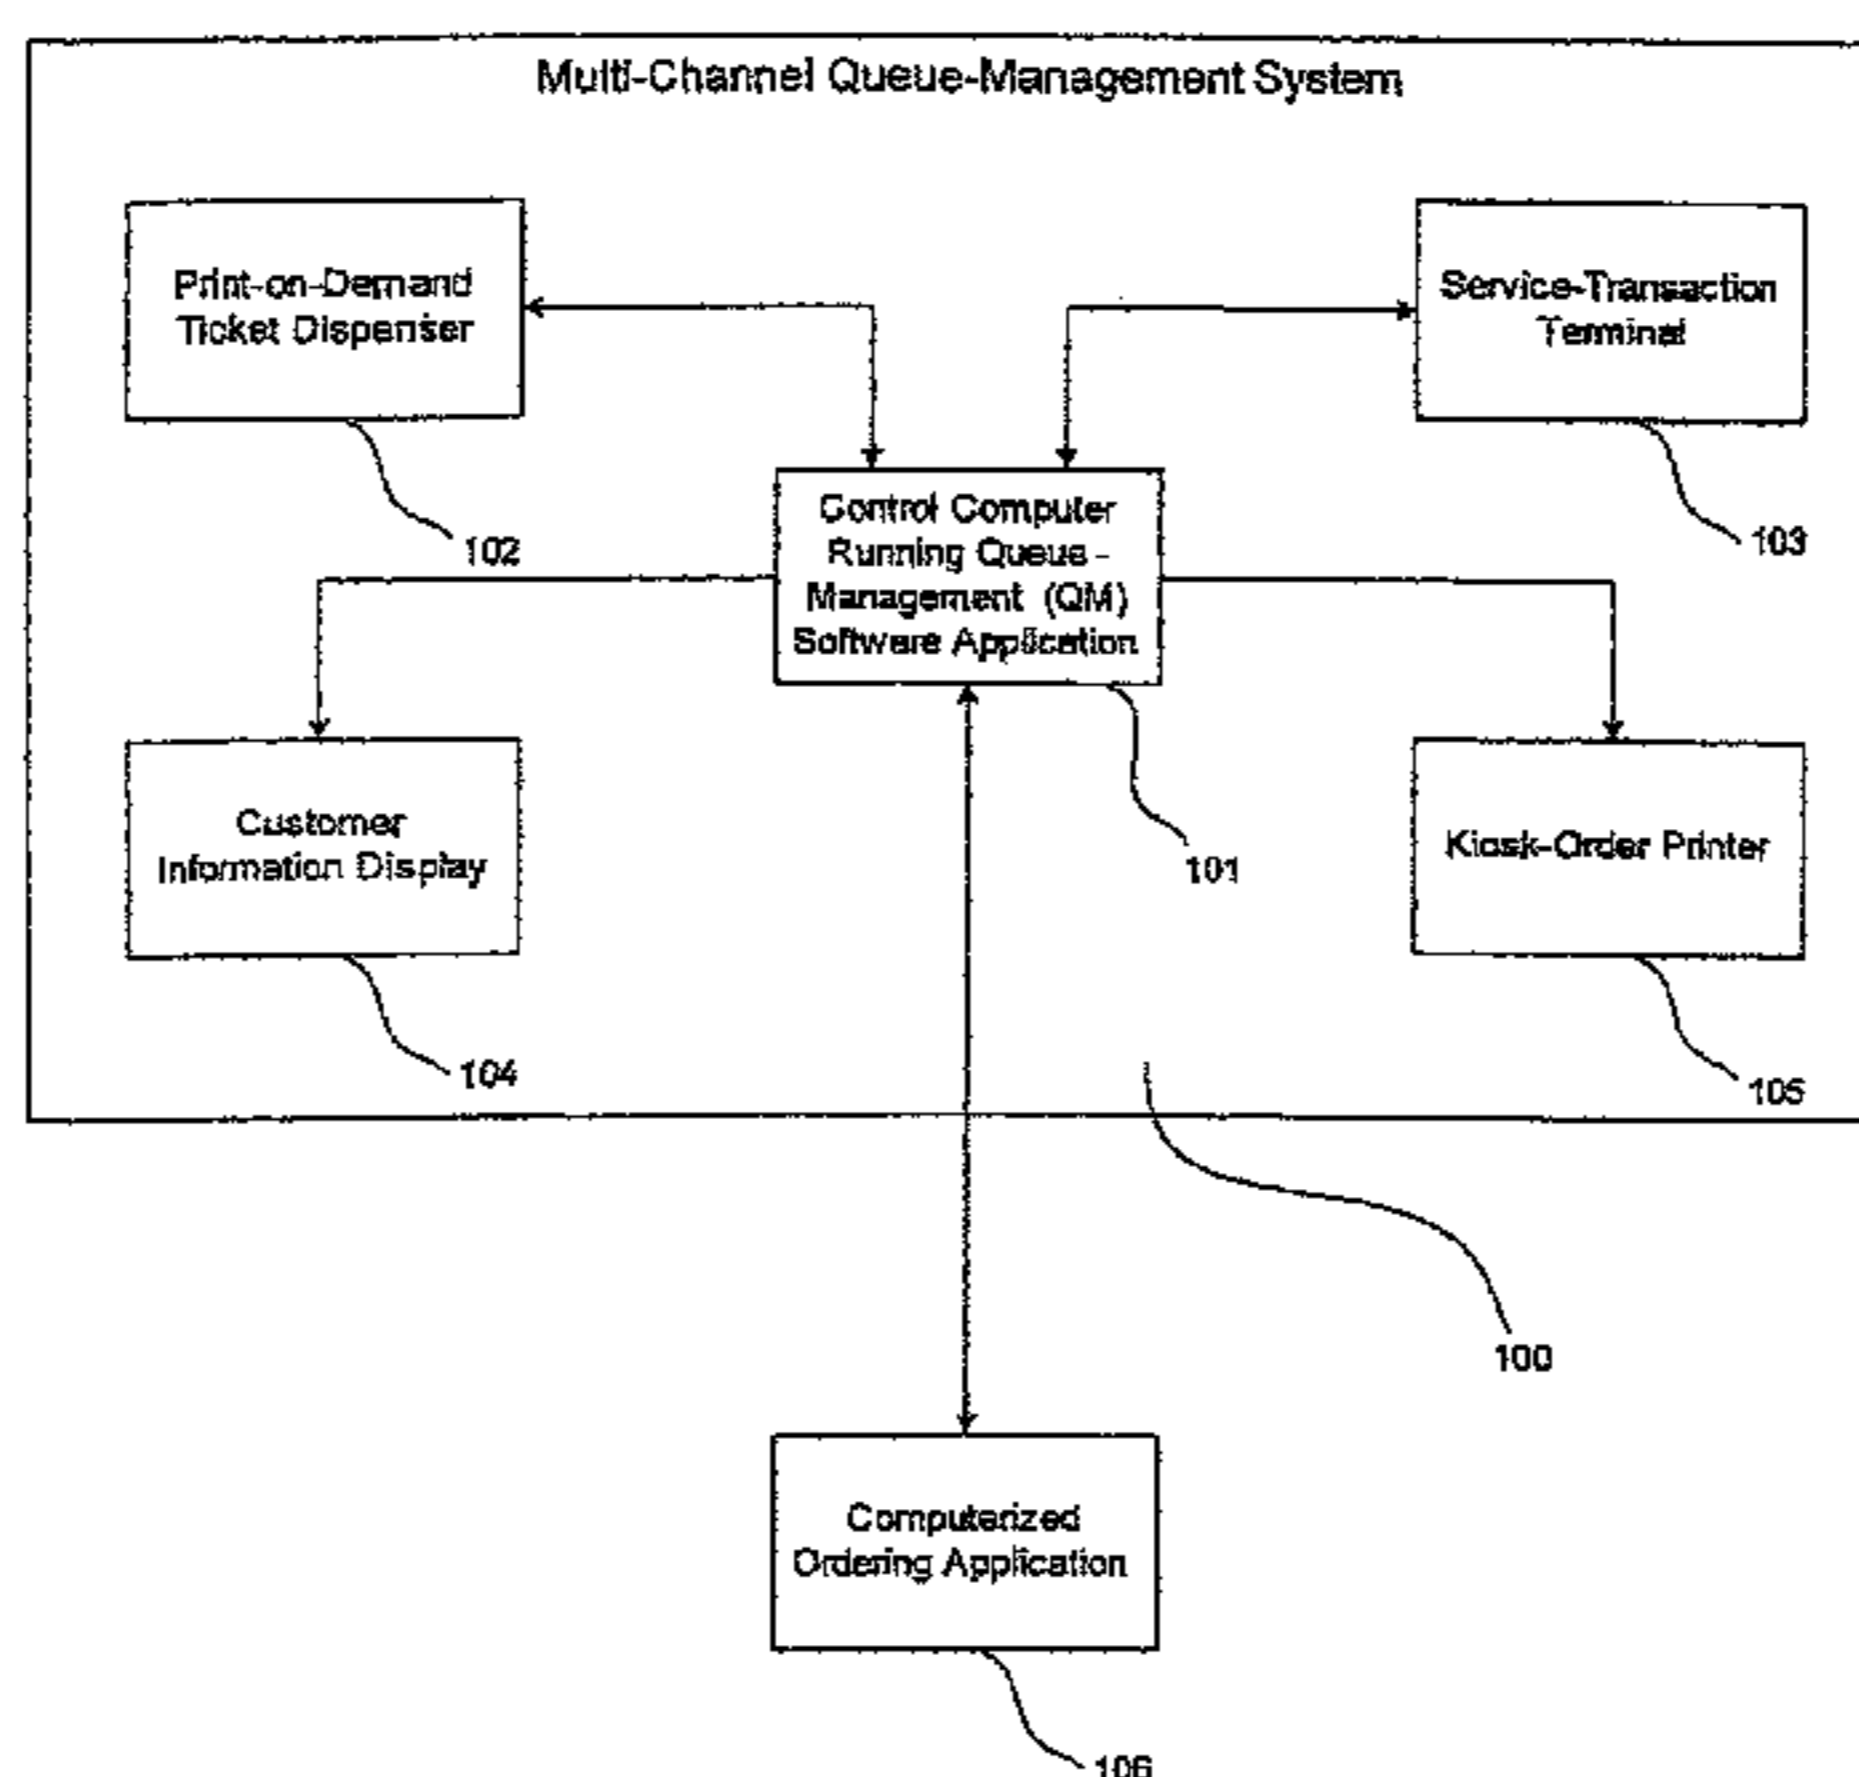 Multi-Channel Queue-Management System
Print-on-Demand
Ticket Dispenser
102
Service-Transaction
Terminal
103
Control Computer
Running Queue-
Management (QM)
Software Application
101
Customer
Information Display
104
Kiosk-Order Printer
105
100
Computerized
Ordering Application
106